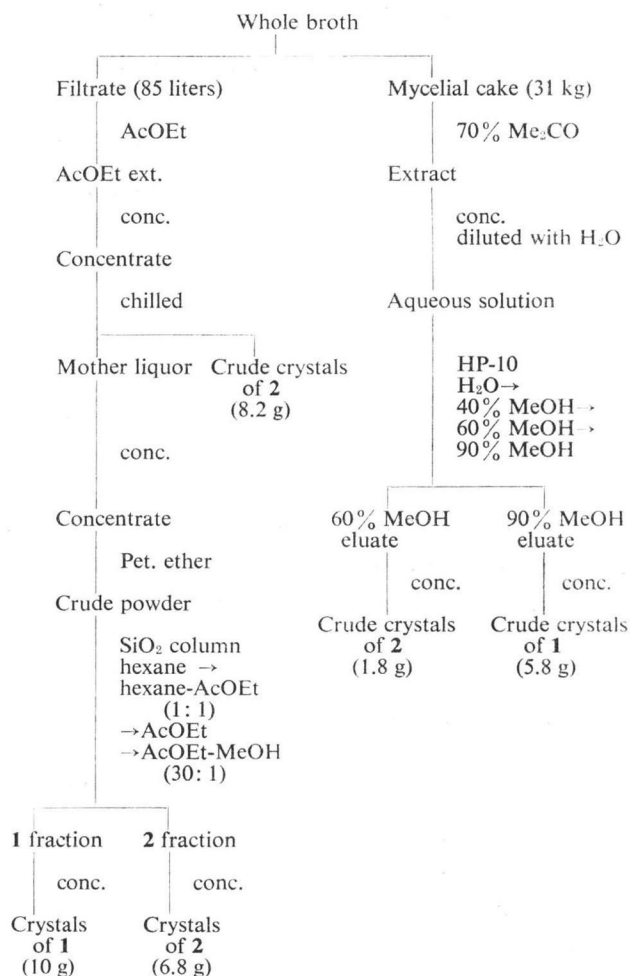 Whole broth
Filtrate (85 liters)
AcOEt
AcOEt ext.
conc.
Concentrate
chilled
Mother liquor
Crude crystals
of 2
(8.2 g)
conc.
Concentrate
Pet. ether
Crude powder
SiO₂ column
hexane →
hexane-AcOEt
(1: 1)
→AcOEt
→AcOEt-MeOH
(30: 1)
1 fraction
conc.
Crystals
of 1
(10 g)
2 fraction
conc.
Crystals
of 2
(6.8 g)
Mycelial cake (31 kg)
70% Me₂CO
Extract
conc.
diluted with H₂O
Aqueous solution
HP-10
H₂O→
40% MeOH→
60% MeOH→
90% MeOH
60% MeOH
eluate
conc.
Crude crystals
of 2
(1.8 g)
90% MeOH
eluate
conc.
Crude crystals
of 1
(5.8 g)